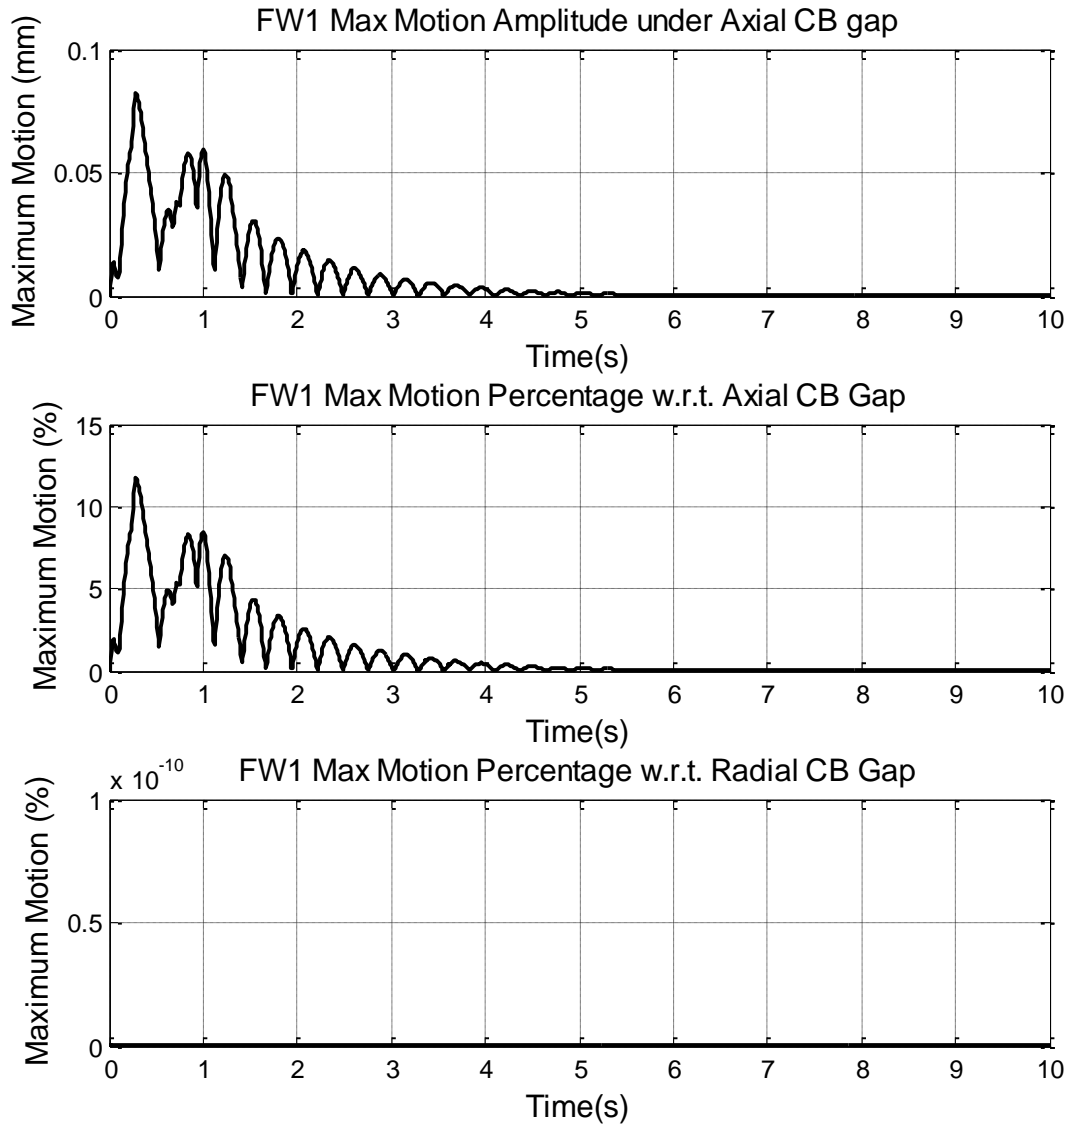 FW1 Max Motion Amplitude under Axial CB gap
Maximum Motion (mm)
0.1
0.05
0
0 1 2 3 4 5 6 7 8 9 10
Time(s)
FW1 Max Motion Percentage w.r.t. Axial CB Gap
Maximum Motion (%)
15
10
5
0
0 1 2 3 4 5 6 7 8 9 10
Time(s)
FW1 Max Motion Percentage w.r.t. Radial CB Gap
x 10⁻¹⁰
Maximum Motion (%)
1
0.5
0
0 1 2 3 4 5 6 7 8 9 10
Time(s)